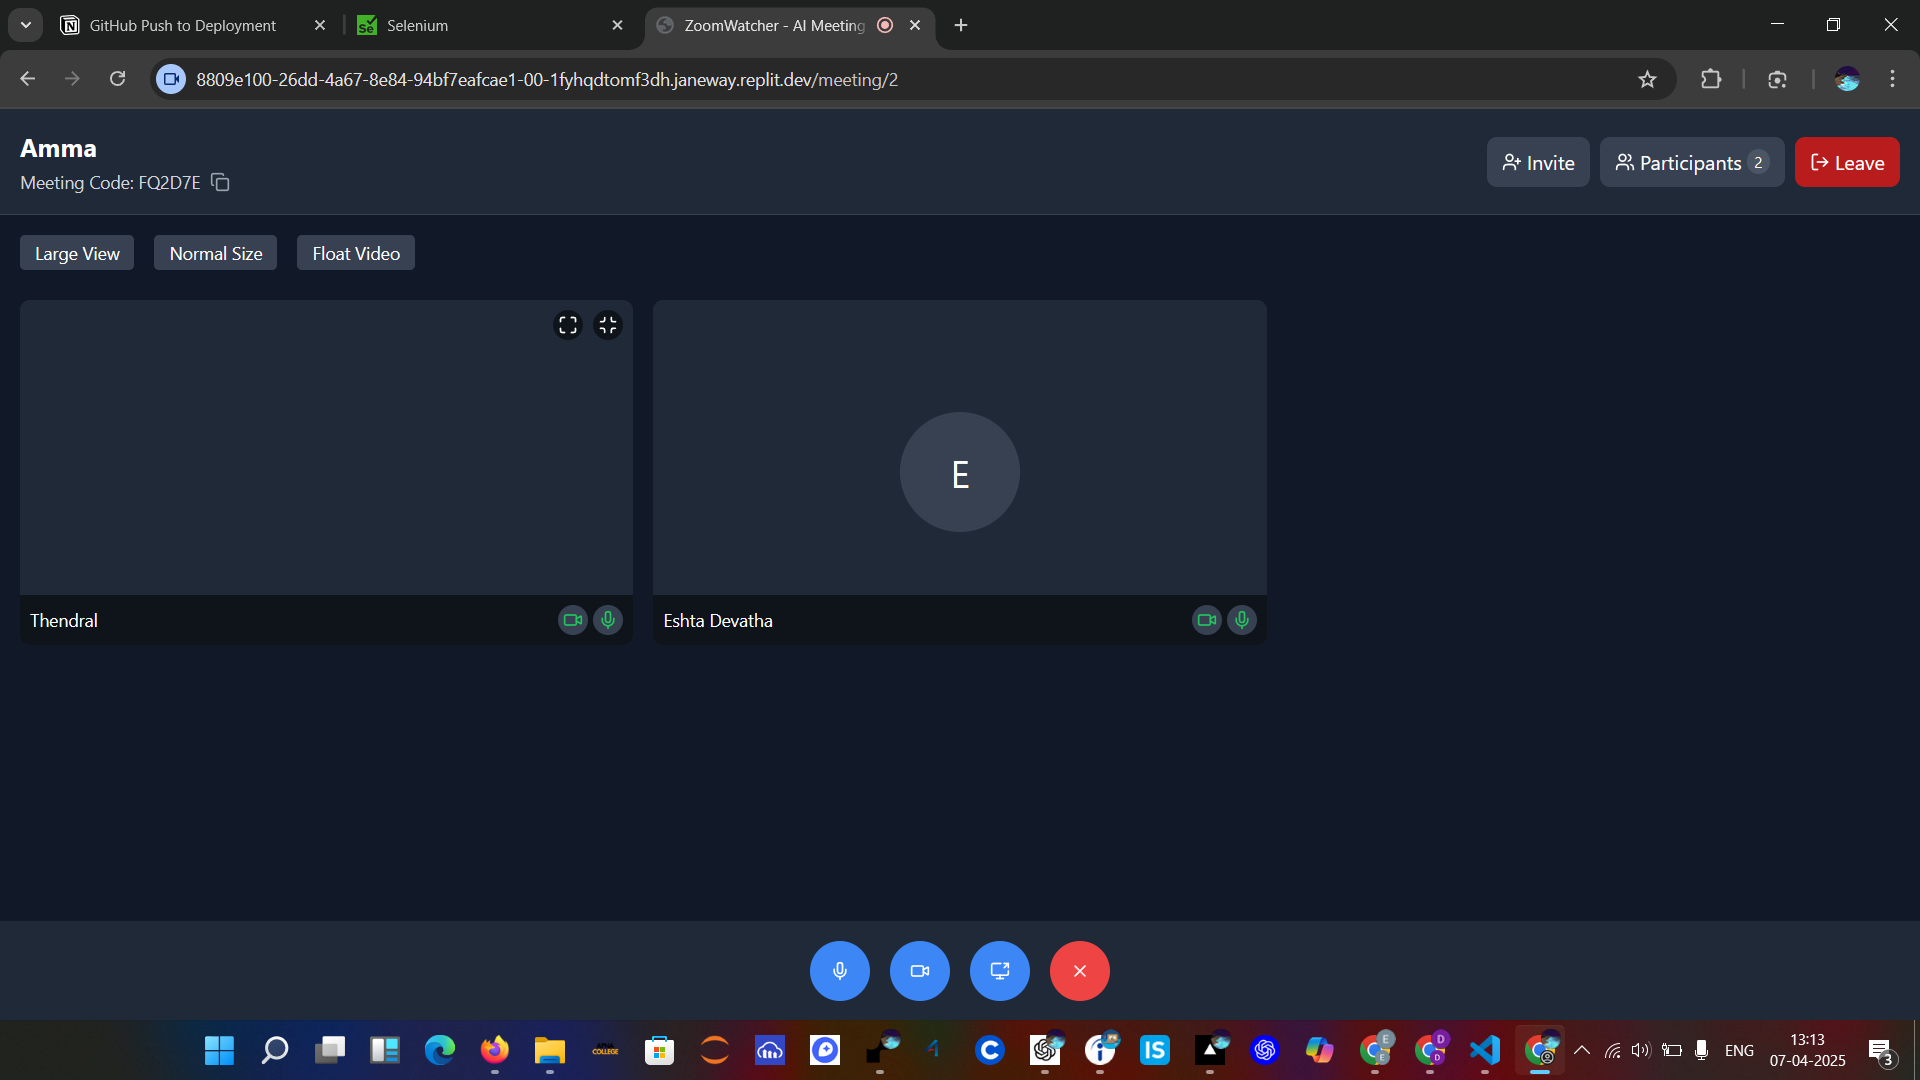 GitHub Push to Deployment
Selenium
ZoomWatcher - AI Meeting
8809e100-26dd-4a67-8e84-94bf7eafcae1-00-1fyhqdtomf3dh.janeway.replit.dev/meeting/2
Amma
Meeting Code: FQ2D7E
Invite
Participants 2
Leave
Large View
Normal Size
Float Video
E
Thendral
Eshta Devatha
COLLEGE
IS
E
E
D
D
ENG
13:13
07-04-2025
3